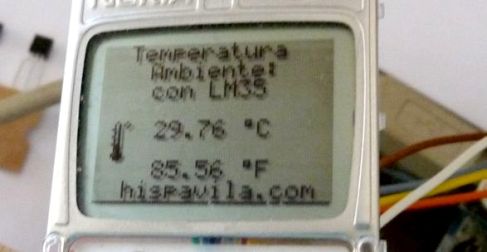 Temperatura
Ambiente:
con LM35
29.76 °C
85.56 °F
hispavila.com